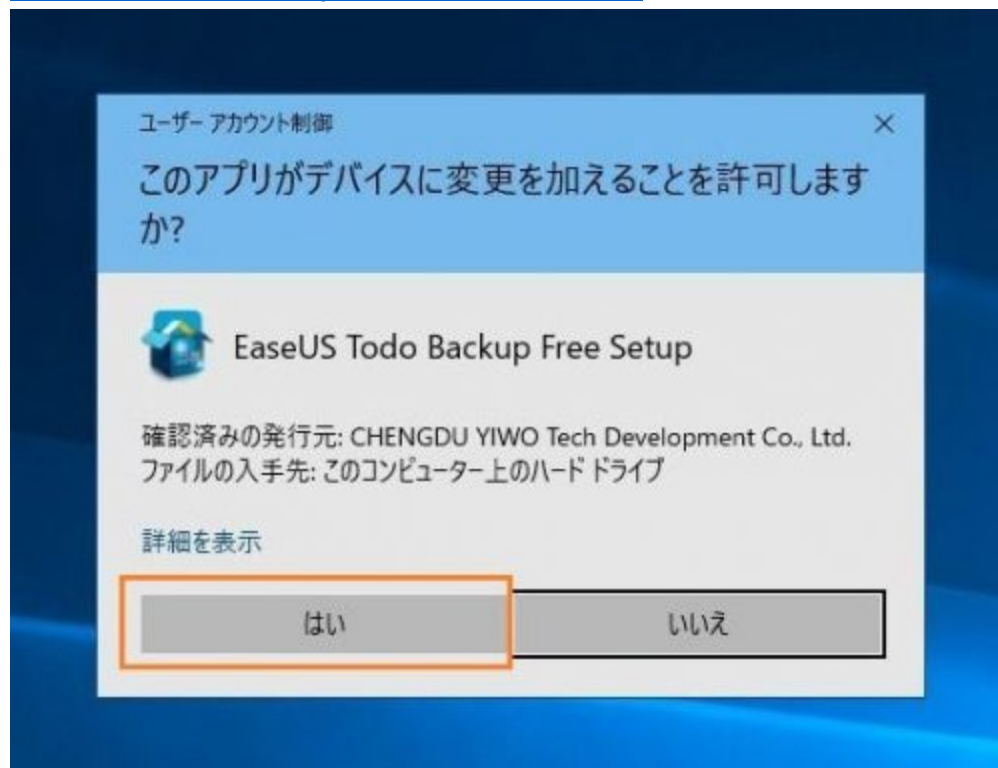 ユーザー アカウント制御
このアプリがデバイスに変更を加えることを許可します
か?
EaseUS Todo Backup Free Setup
確認済みの発行元: CHENGDU YIWO Tech Development Co., Ltd.
ファイルの入手先: このコンピューター上のハード ドライブ
詳細を表示
はい いいえ